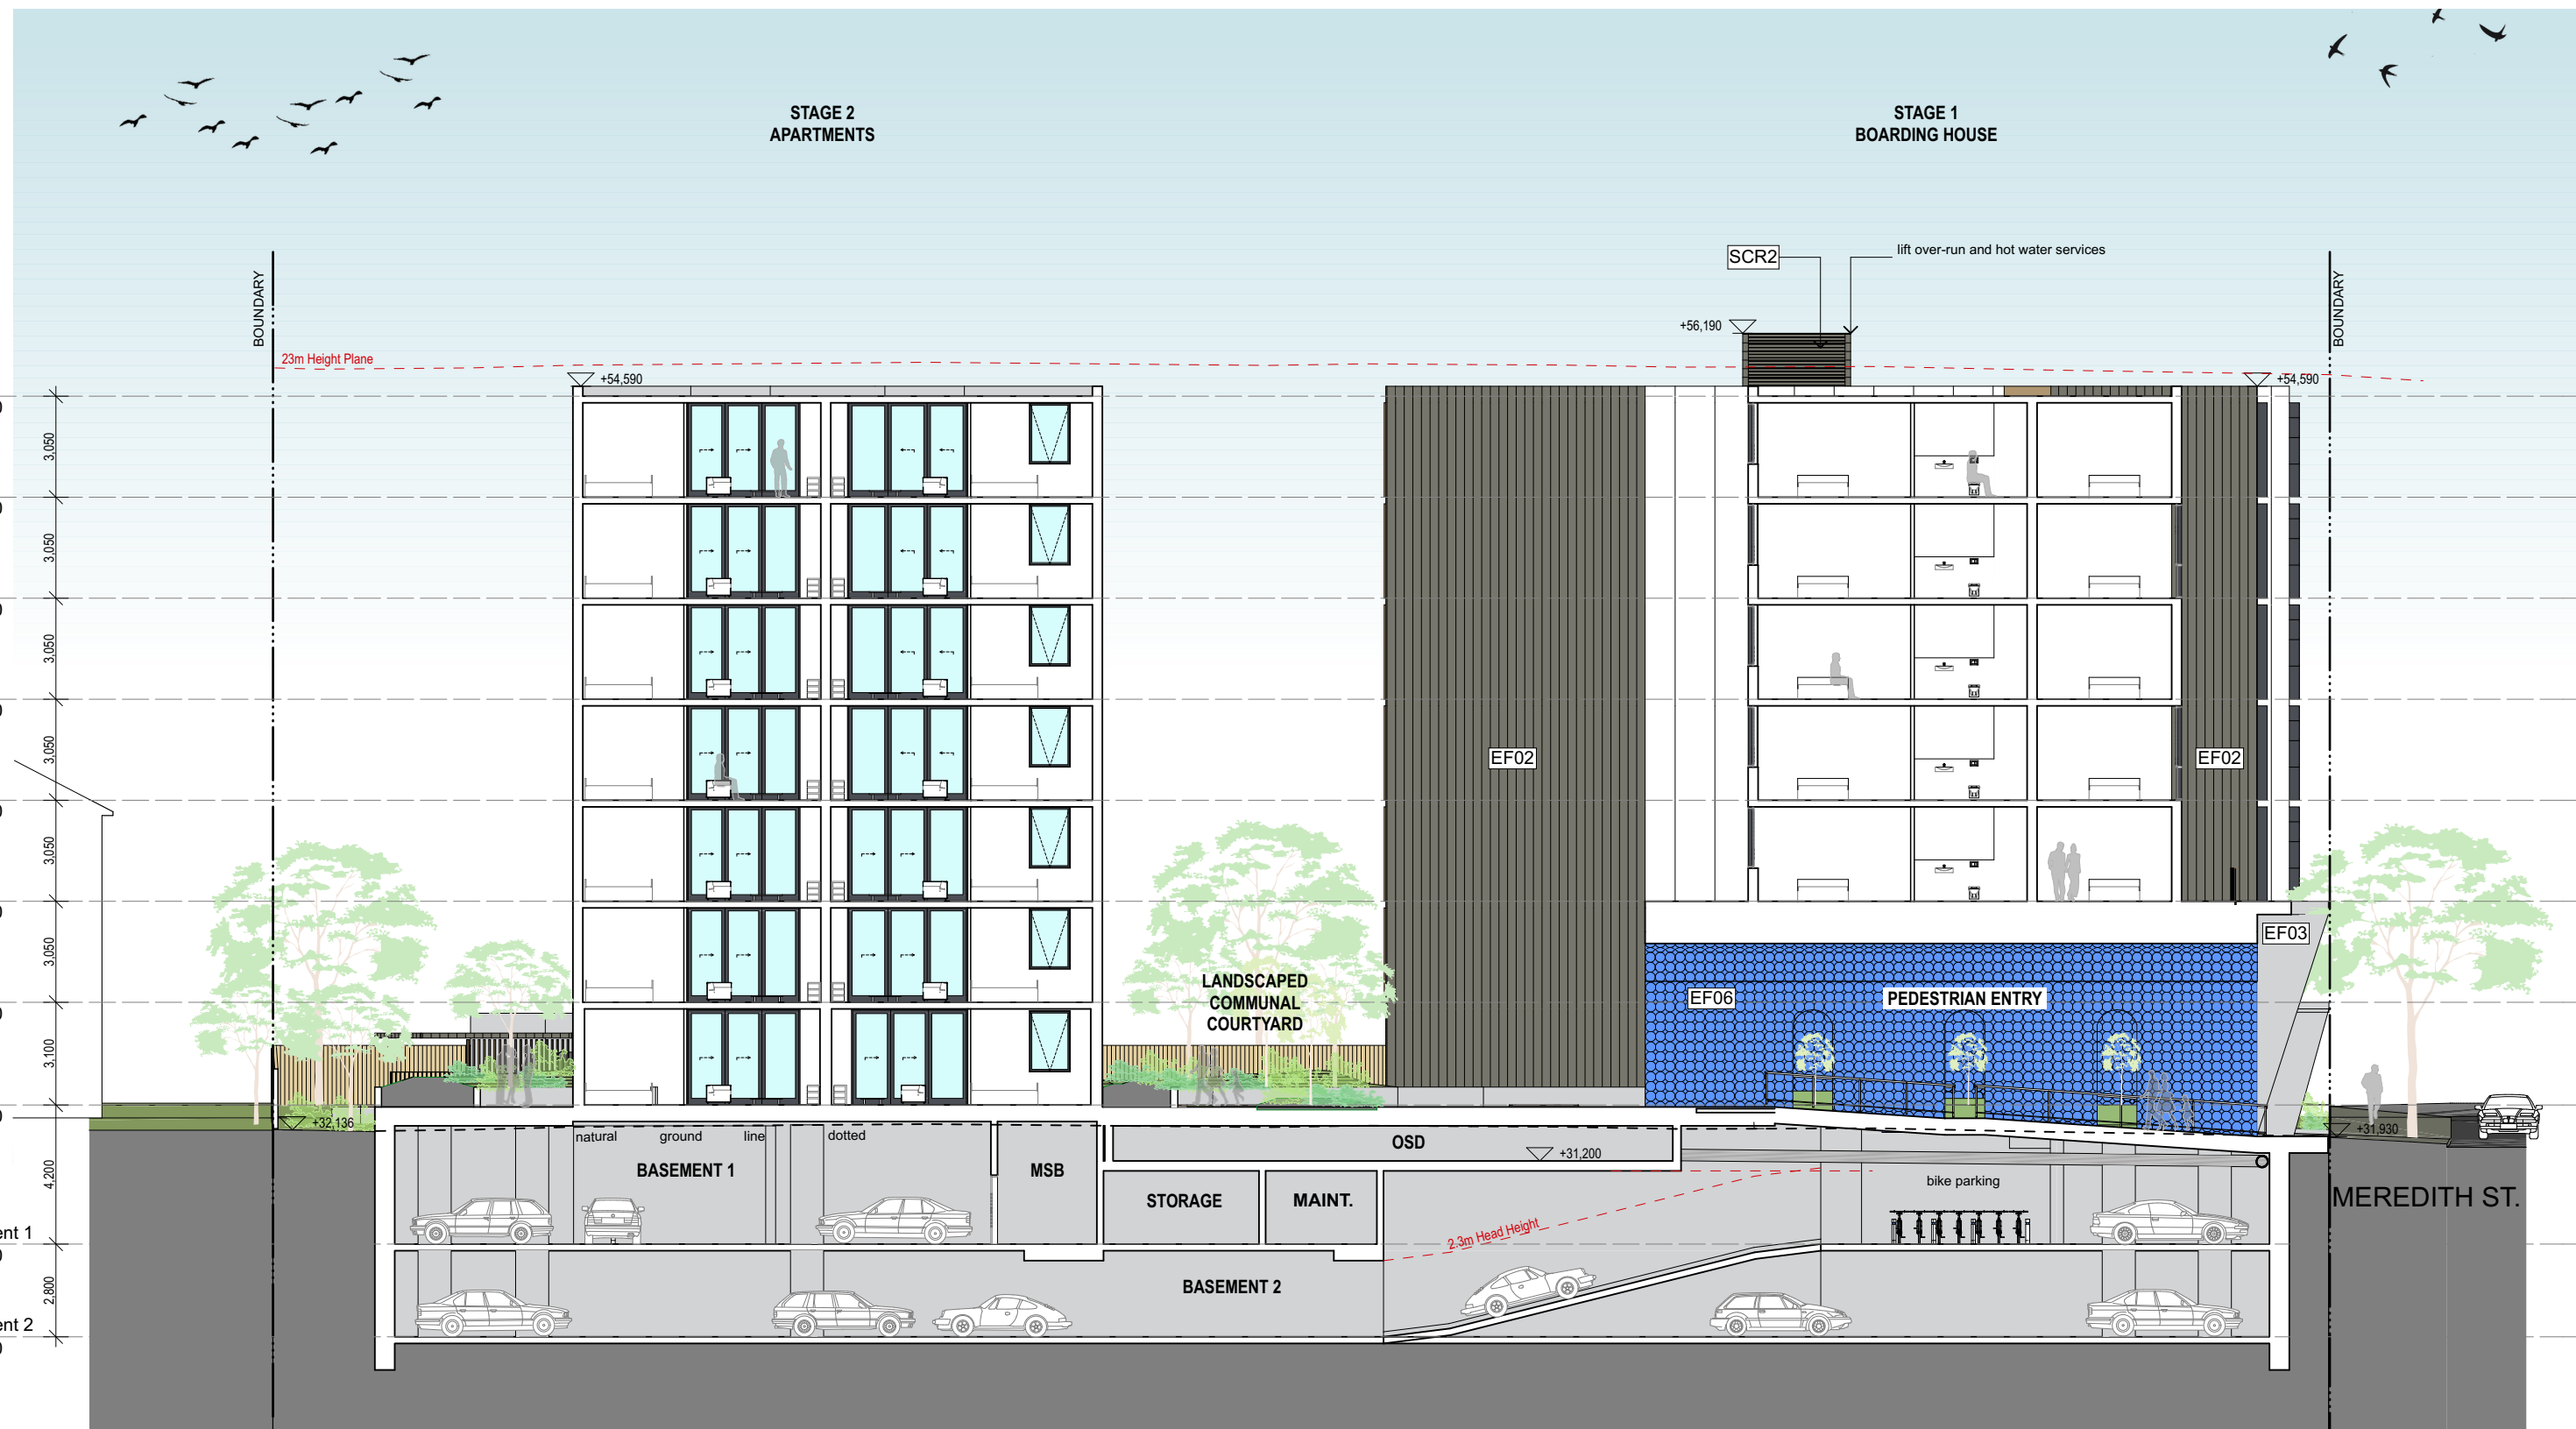 STAGE 2
APARTMENTS
STAGE 1
BOARDING HOUSE
SCR2
lift over-run and hot water services
BOUNDARY
BOUNDARY
+56,190
23m Height Plane
+54,590
+54,590
3,050
3,050
3,050
3,050
EF02
EF02
3,050
3,050
EF03
LANDSCAPED
COMMUNAL
COURTYARD
EF06
PEDESTRIAN ENTRY
3,100
+32,136
natural ground line dotted
OSD
+31,930
4,200
BASEMENT 1
MSB
+31,200
STORAGE
MAINT.
bike parking
MEREDITH ST.
ent 1
2.3m Head Height
2,800
BASEMENT 2
ent 2